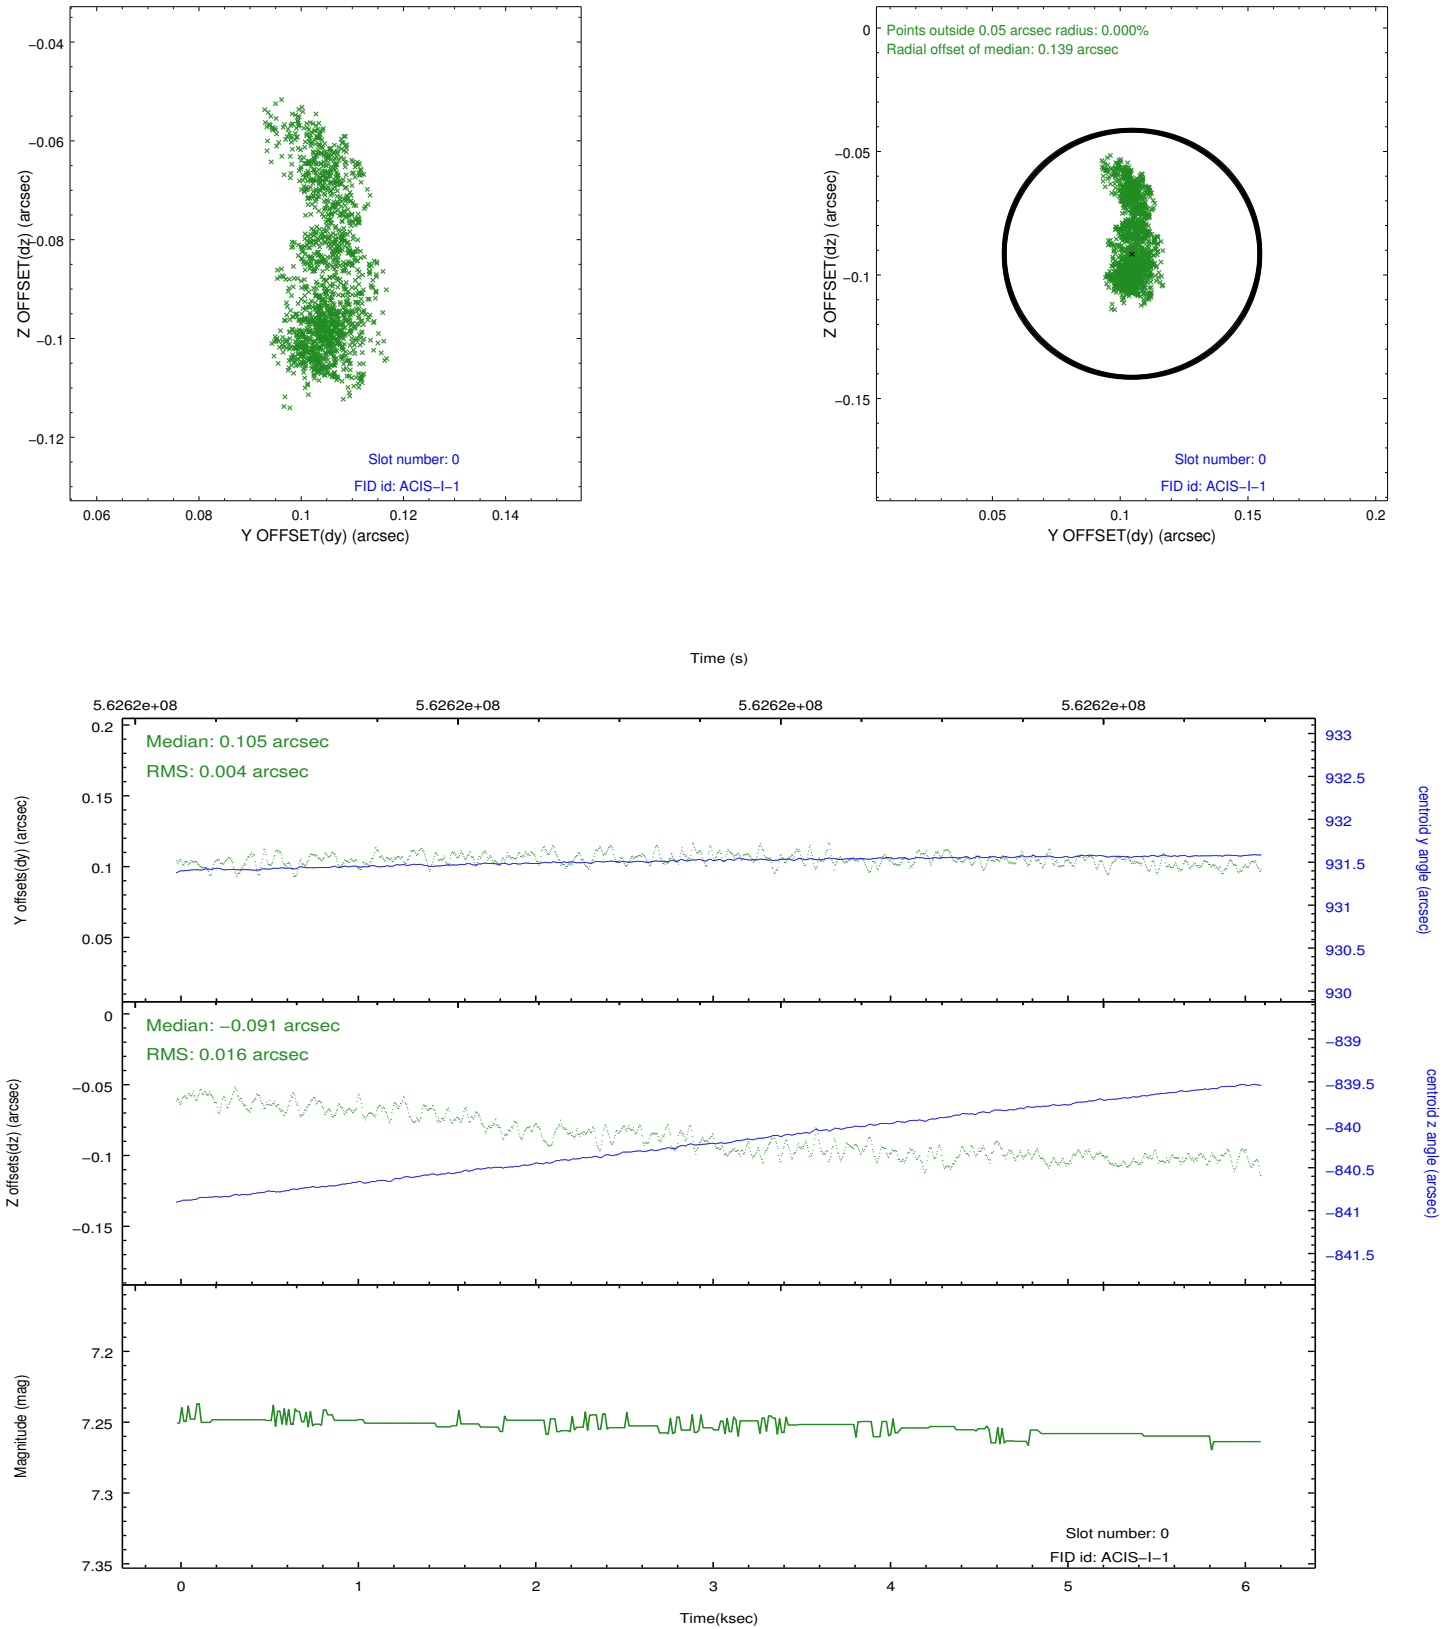 −0.04
−0.06
−0.08
−0.1
−0.12
Z OFFSET(dz) (arcsec)
Slot number: 0
FID id: ACIS−I−1
0.06 0.08 0.1 0.12 0.14
Y OFFSET(dy) (arcsec)
Points outside 0.05 arcsec radius: 0.000%
Radial offset of median: 0.139 arcsec
0
−0.05
−0.1
−0.15
Z OFFSET(dz) (arcsec)
Slot number: 0
FID id: ACIS−I−1
0.05 0.1 0.15 0.2
Y OFFSET(dy) (arcsec)
Time (s)
5.6262e+08 5.6262e+08 5.6262e+08 5.6262e+08
Median: 0.105 arcsec
RMS: 0.004 arcsec
0.2
0.15
0.1
0.05
Y offsets(dy) (arcsec)
933
932.5
932
931.5
931
930.5
930
centroid y angle (arcsec)
Median: −0.091 arcsec
RMS: 0.016 arcsec
0
−0.05
−0.1
−0.15
Z offsets(dz) (arcsec)
−839
−839.5
−840
−840.5
−841
−841.5
centroid z angle (arcsec)
7.2
7.25
7.3
7.35
Magnitude (mag)
Slot number: 0
FID id: ACIS−I−1
0 1 2 3 4 5 6
Time(ksec)